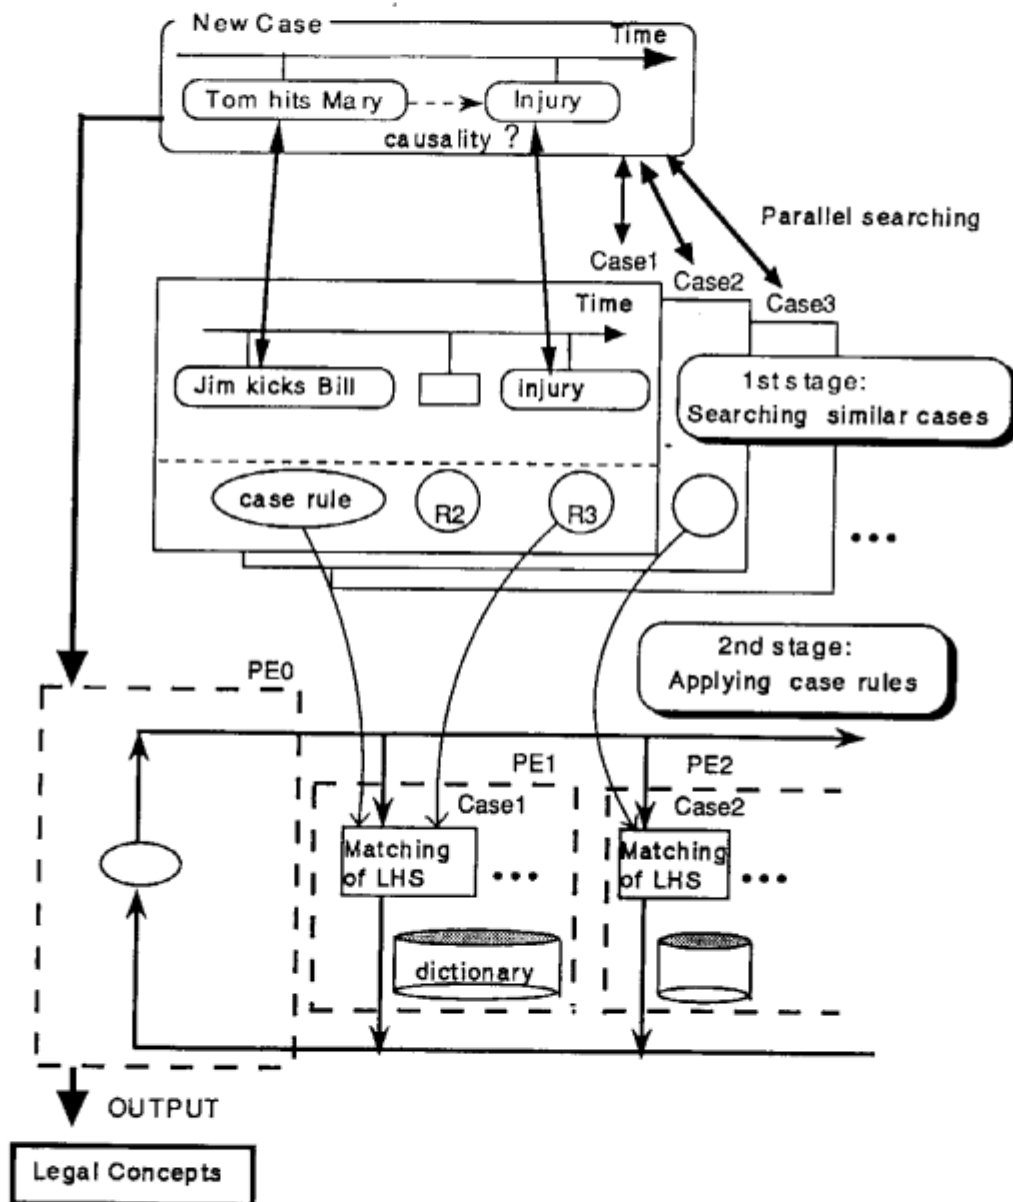 New Case
Time
Tom hits Mary
Injury
causality ?
Parallel searching
Case1
Case2
Case3
Time
Jim kicks Bill
injury
1st stage:
Searching similar cases
case rule
R2
R3
•••
2nd stage:
Applying case rules
PE0
PE1
PE2
Case1
Case2
Matching
of LHS
•••
Matching
of LHS
•••
dictionary
OUTPUT
Legal Concepts